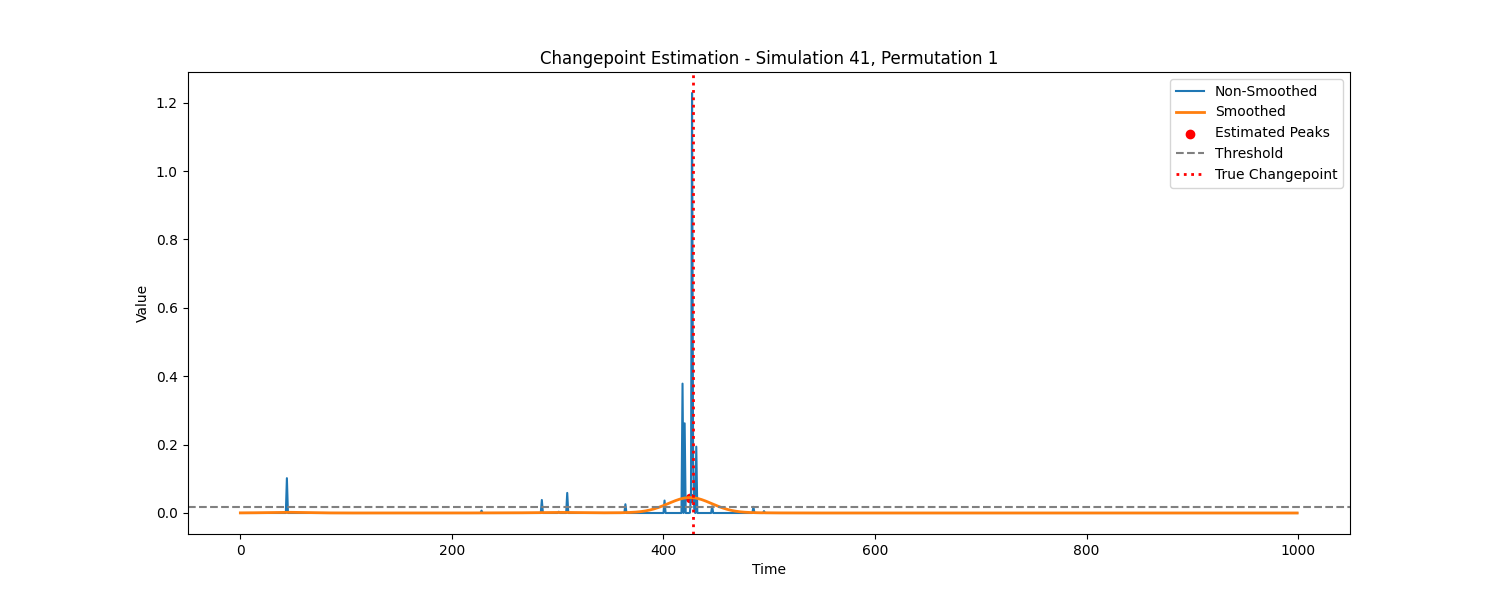 Changepoint Estimation - Simulation 41, Permutation 1
Non-Smoothed
Smoothed
Estimated Peaks
Threshold
True Changepoint
1.2
1.0
0.8
0.6
0.4
0.2
0.0
Value
0 200 400 600 800 1000
Time